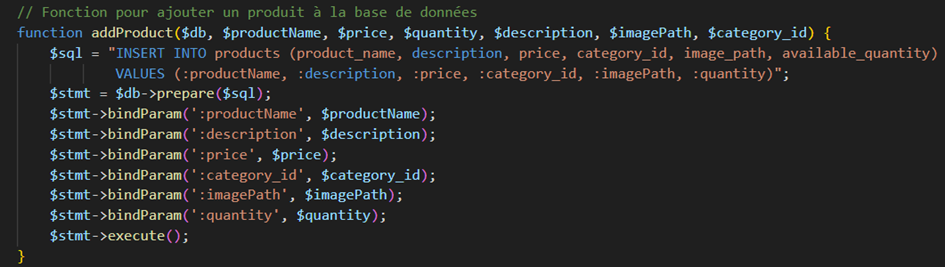 // Fonction pour ajouter un produit à la base de données
function addProduct($db, $productName, $price, $quantity, $description, $imagePath, $category_id) {
    $sql = "INSERT INTO products (product_name, description, price, category_id, image_path, available_quantity)
            VALUES (:productName, :description, :price, :category_id, :imagePath, :quantity)";
    $stmt = $db->prepare($sql);
    $stmt->bindParam(':productName', $productName);
    $stmt->bindParam(':description', $description);
    $stmt->bindParam(':price', $price);
    $stmt->bindParam(':category_id', $category_id);
    $stmt->bindParam(':imagePath', $imagePath);
    $stmt->bindParam(':quantity', $quantity);
    $stmt->execute();
}